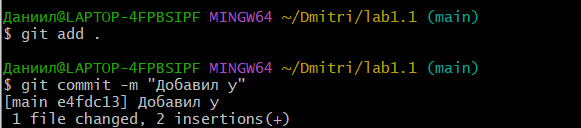 Даниил@LAPTOP-4FPBSIPF MINGW64 ~/Dmitri/lab1.1 (main)
$ git add .
Даниил@LAPTOP-4FPBSIPF MINGW64 ~/Dmitri/lab1.1 (main)
$ git commit -m "Добавил y"
[main e4fdc13] Добавил y
 1 file changed, 2 insertions(+)